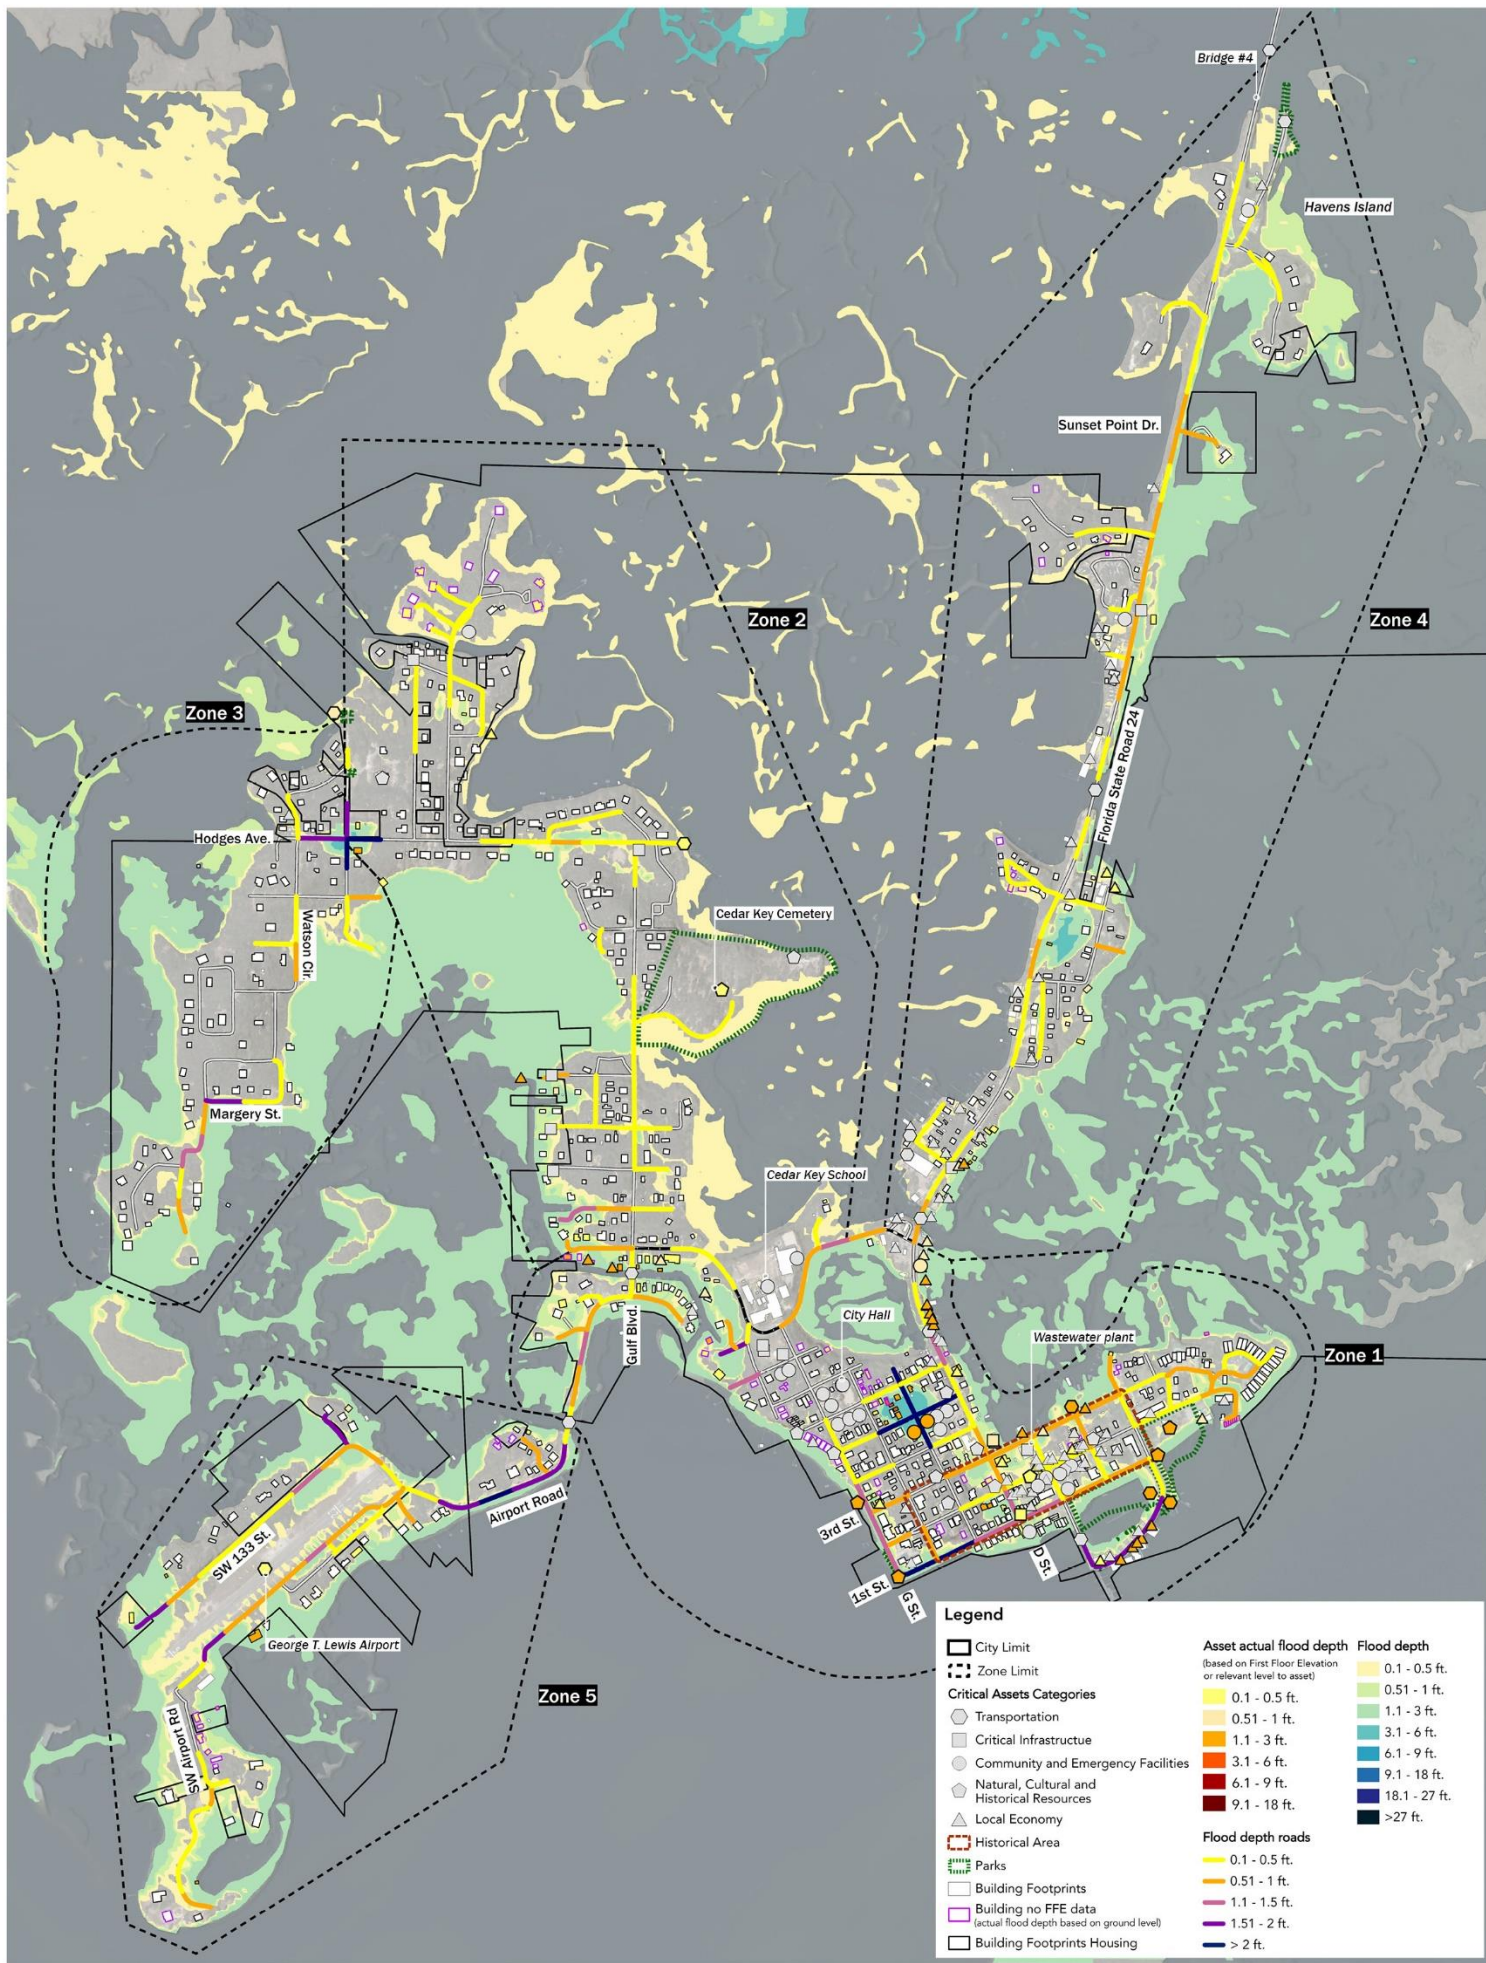 Bridge #4
Havens Island
Sunset Point Dr.
Zone 2
Zone 4
Zone 3
Florida State Road 24
Hodges Ave.
Cedar Key Cemetery
Watson Cir.
Margery St.
Cedar Key School
City Hall
Wastewater plant
Gulf Blvd.
Zone 1
Airport Road
3rd St.
SW 133 St.
D St.
1st St.
G St.
George T. Lewis Airport
Zone 5
SW Airport Rd
Legend
City Limit
Zone Limit
Critical Assets Categories
Transportation
Critical Infrastructue
Community and Emergency Facilities
Natural, Cultural and
Historical Resources
Local Economy
Historical Area
Parks
Building Footprints
Building no FFE data
(actual flood depth based on ground level)
Building Footprints Housing
Asset actual flood depth
(based on First Floor Elevation
or relevant level to asset)
0.1 - 0.5 ft.
0.51 - 1 ft.
1.1 - 3 ft.
3.1 - 6 ft.
6.1 - 9 ft.
9.1 - 18 ft.
Flood depth roads
0.1 - 0.5 ft.
0.51 - 1 ft.
1.1 - 1.5 ft.
1.51 - 2 ft.
> 2 ft.
Flood depth
0.1 - 0.5 ft.
0.51 - 1 ft.
1.1 - 3 ft.
3.1 - 6 ft.
6.1 - 9 ft.
9.1 - 18 ft.
18.1 - 27 ft.
>27 ft.